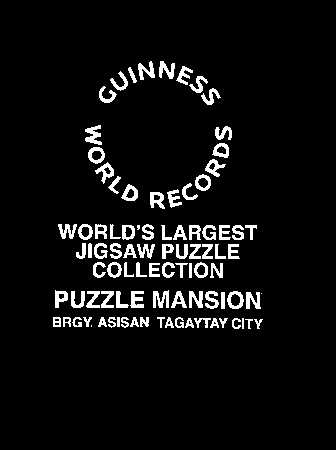 GUINNESS
WORLD RECORDS
WORLD'S LARGEST
JIGSAW PUZZLE
COLLECTION
PUZZLE MANSION
BRGY. ASISAN TAGAYTAY CITY